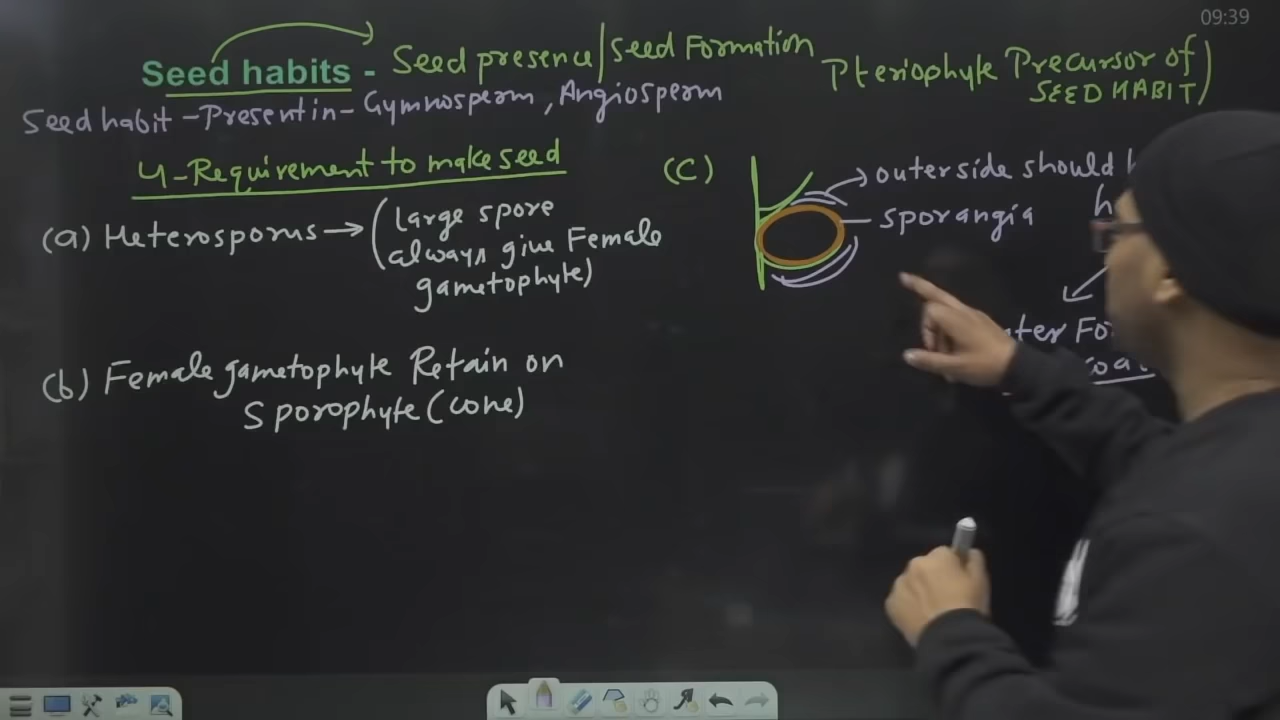 09:39
Seed habits - Seed presence/Seed Formation
Pteriophyte Precursor of
SEED HABIT)
Seed habit - Present in - Gymnosperm, Angiosperm
4-Requirement to make seed
(a) Heterosporus → (large spore
always give Female
gametophyte)
(b) Female gametophyte Retain on
Sporophyte (cone)
(C)
outer side should
sporangia